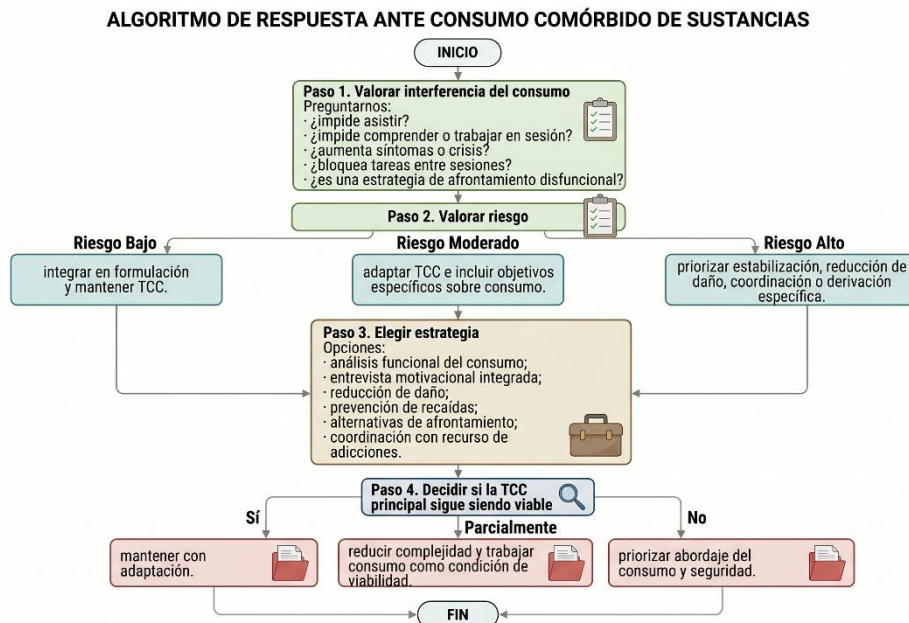 ALGORITMO DE RESPUESTA ANTE CONSUMO COMÓRBIDO DE SUSTANCIAS
INICIO
Paso 1. Valorar interferencia del consumo
Preguntarnos:
· ¿impide asistir?
· ¿impide comprender o trabajar en sesión?
· ¿aumenta síntomas o crisis?
· ¿bloquea tareas entre sesiones?
· ¿es una estrategia de afrontamiento disfuncional?
Paso 2. Valorar riesgo
Riesgo Bajo
integrar en formulación
y mantener TCC.
Riesgo Moderado
adaptar TCC e incluir objetivos
específicos sobre consumo.
Riesgo Alto
priorizar estabilización, reducción de
daño, coordinación o derivación
específica.
Paso 3. Elegir estrategia
Opciones:
· análisis funcional del consumo;
· entrevista motivacional integrada;
· reducción de daño;
· prevención de recaídas;
· alternativas de afrontamiento;
· coordinación con recurso de
adicciones.
Paso 4. Decidir si la TCC
principal sigue siendo viable
Sí
mantener con
adaptación.
Parcialmente
reducir complejidad y trabajar
consumo como condición de
viabilidad.
No
priorizar abordaje del
consumo y seguridad.
FIN